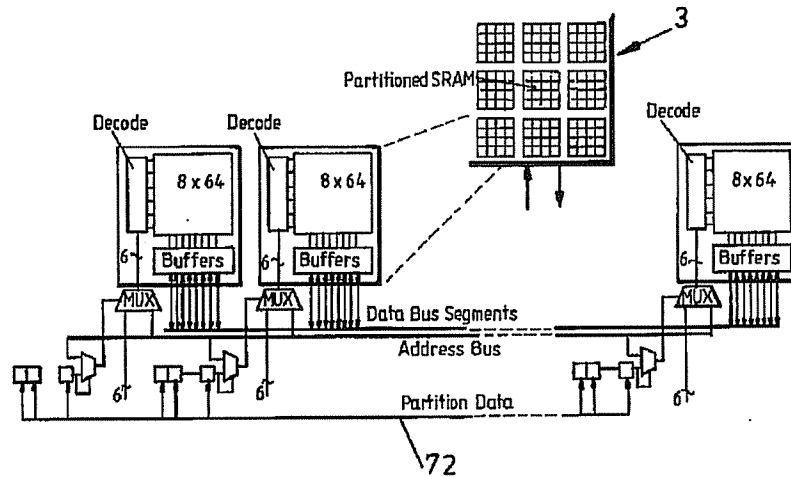 3
Partitioned SRAM
Decode
Decode
Decode
8 x 64
8 x 64
8 x 64
6
6
6
Buffers
Buffers
Buffers
MUX
MUX
MUX
Data Bus Segments
Address Bus
6
6
6
Partition Data
72